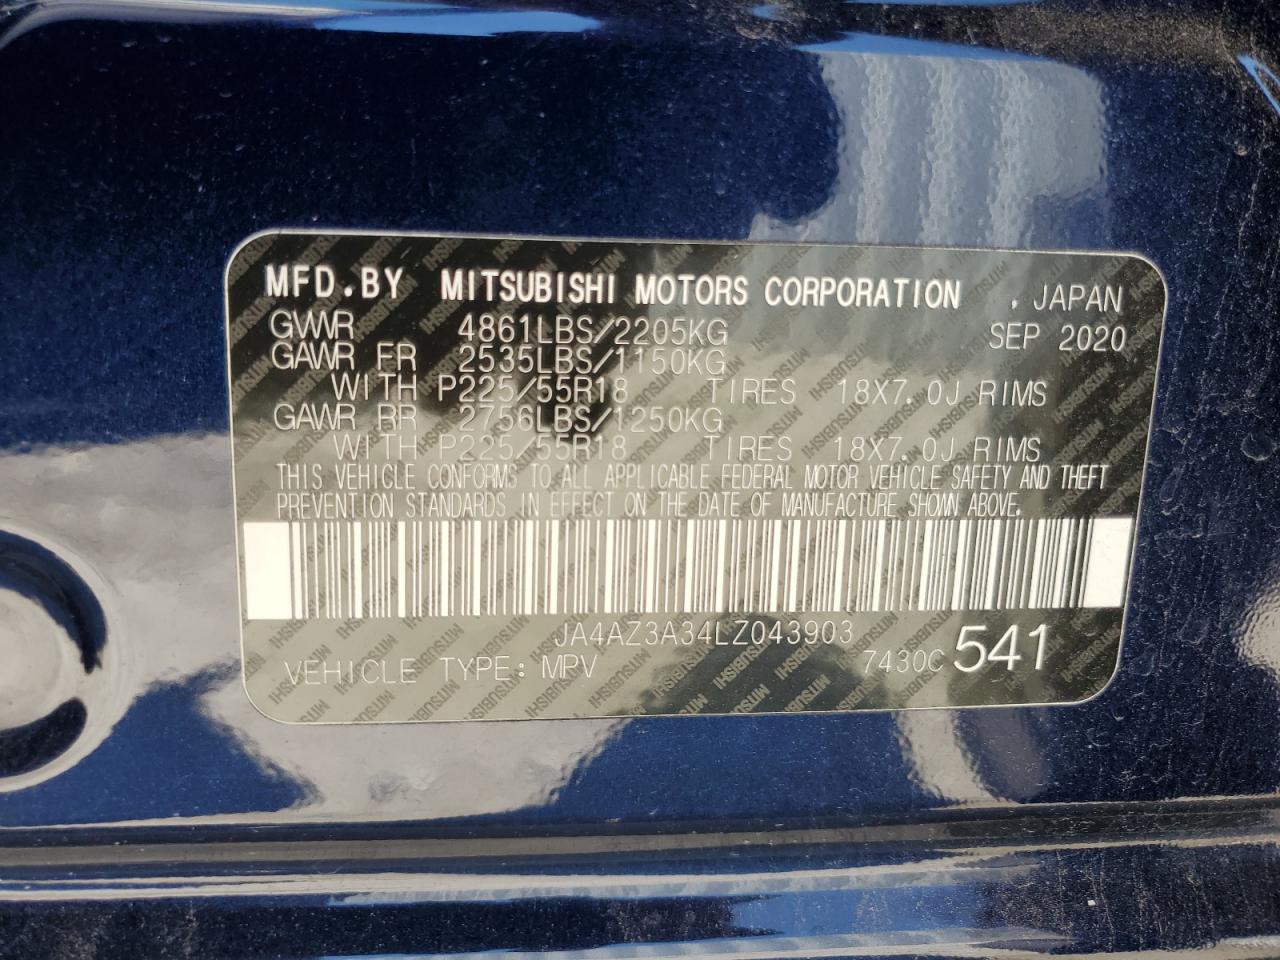 MFD.BY MITSUBISHI MOTORS CORPORATION , JAPAN
GVWR 4861LBS/2205KG SEP 2020
GAWR FR 2535LBS/1150KG
WITH P225/55R18 TIRES 18X7.0J RIMS
GAWR RR 2756LBS/1250KG
WITH P225/55R18 TIRES 18X7.0J RIMS
THIS VEHICLE CONFORMS TO ALL APPLICABLE FEDERAL MOTOR VEHICLE SAFETY AND THEFT
PREVENTION STANDARDS IN EFFECT ON THE DATE OF MANUFACTURE SHOWN ABOVE.
JA4AZ3A34LZ043903
VEHICLE TYPE: MPV 7430C 541